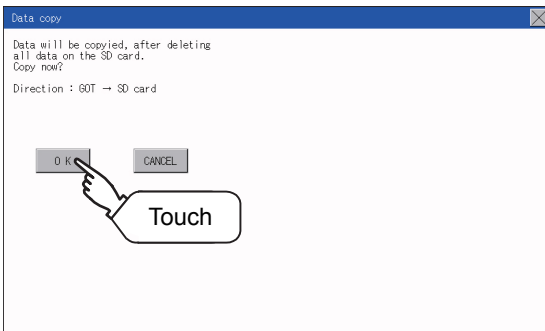 Data copy
Data will be copyied, after deleting
all data on the SD card.
Copy now?
Direction : GOT → SD card
O K
CANCEL
Touch